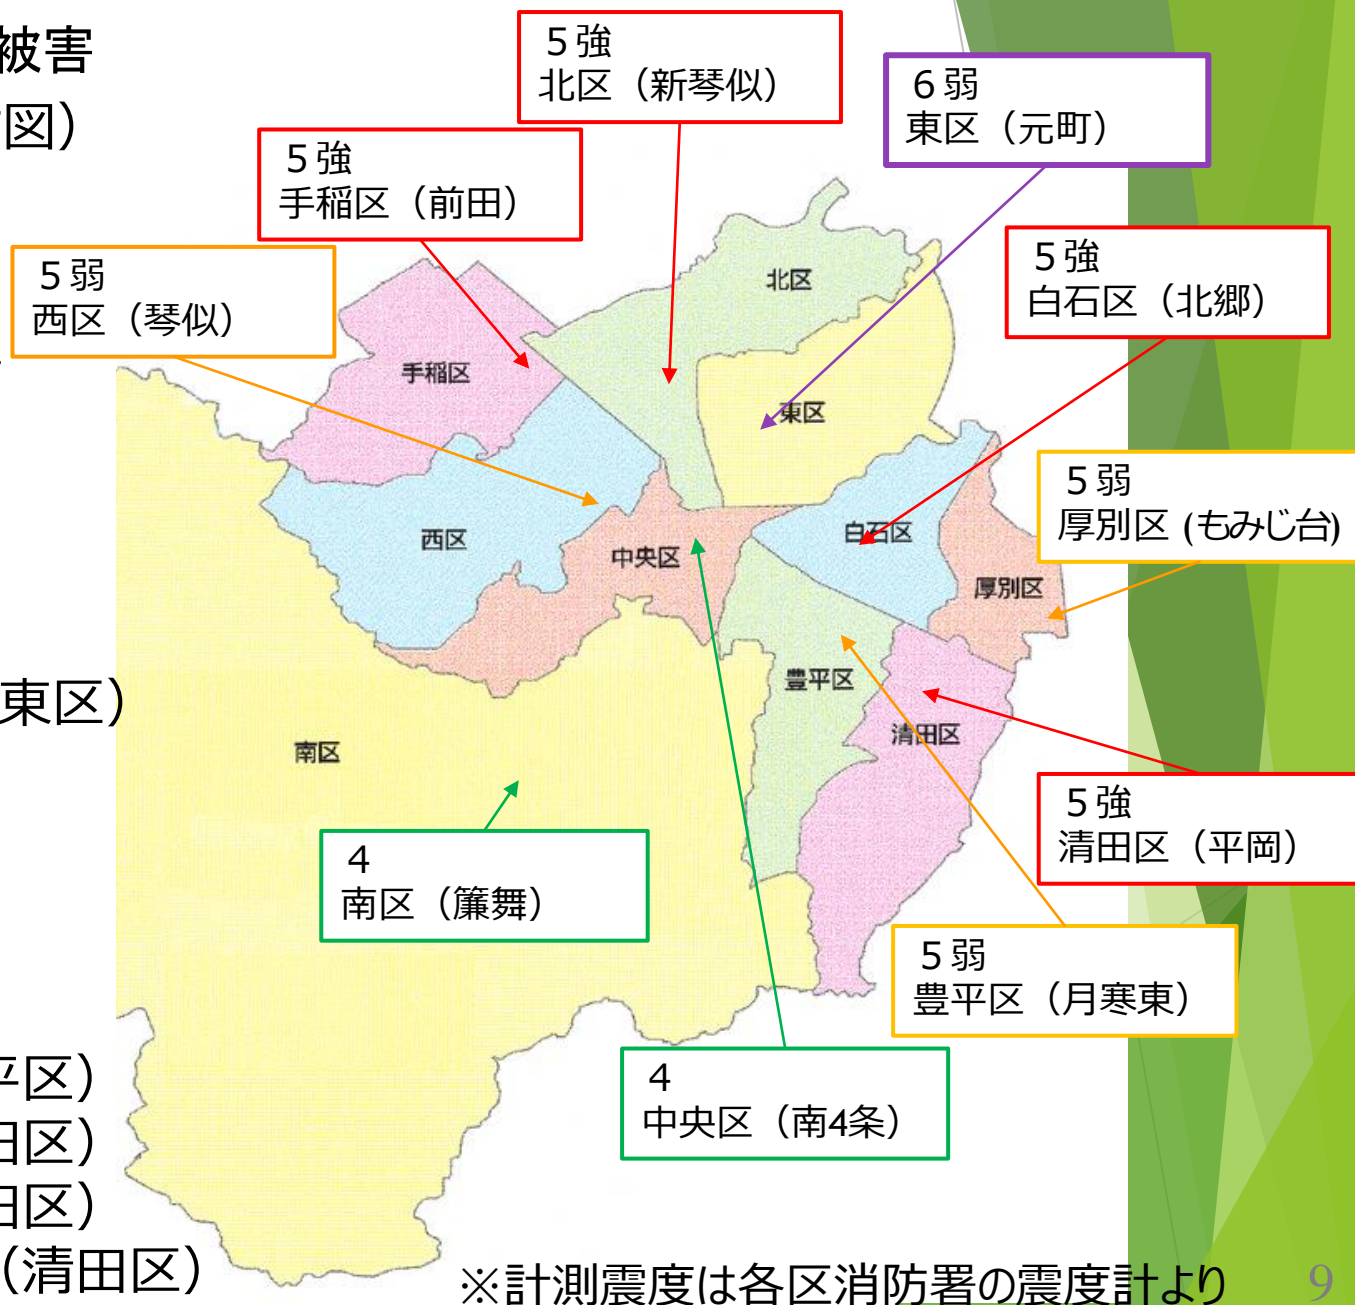 被害
図）
5強
北区（新琴似）
6弱
東区（元町）
5強
手稲区（前田）
5弱
西区（琴似）
5強
白石区（北郷）
5弱
厚別区 (もみじ台)
北区
手稲区
東区
西区
中央区
白石区
厚別区
豊平区
清田区
南区
東区）
5強
清田区（平岡）
4
南区（簾舞）
5弱
豊平区（月寒東）
4
中央区（南4条）
平区）
田区）
田区）
（清田区）
※計測震度は各区消防署の震度計より
9